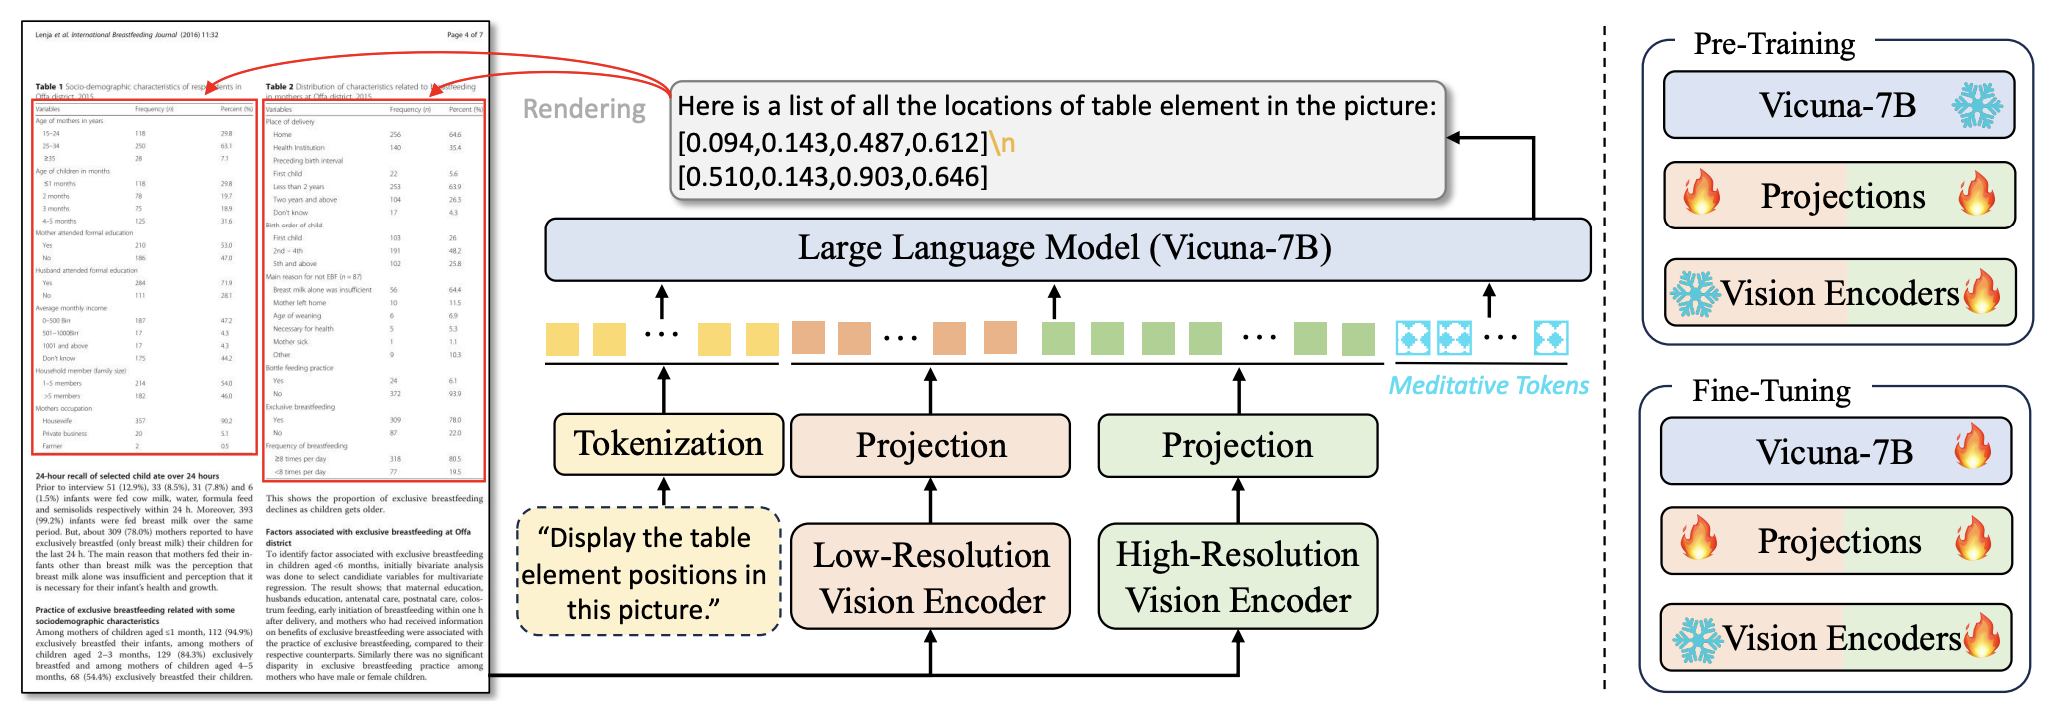 Lenja et al. International Breastfeeding Journal (2016) 11:32
Page 4 of 7
Table 1 Socio-demographic characteristics of respondents in
Offa district, 2015
Variables Frequency (n) Percent (%)
Age of mothers in years
15–24 118 29.8
25–34 250 63.1
≥35 28 7.1
Age of children in months
≤1 months 118 29.8
2 months 78 19.7
3 months 75 18.9
4–5 months 125 31.6
Mother attended formal education
Yes 210 53.0
No 186 47.0
Husband attended formal education
Yes 284 71.9
No 111 28.1
Average monthly income
0–500 Birr 187 47.2
501–1000Birr 17 4.3
1001 and above 17 4.3
Don't know 175 44.2
Household member (family size)
1–5 members 214 54.0
>5 members 182 46.0
Mothers occupation
Housewife 357 90.2
Private business 20 5.1
Farmer 2 0.5
24-hour recall of selected child ate over 24 hours
Prior to interview 51 (12.9%), 33 (8.5%), 31 (7.8%) and 6
(1.5%) infants were fed cow milk, water, formula feed
and semisolids respectively within 24 h. Moreover, 393
(99.2%) infants were fed breast milk over the same
period. But, about 309 (78.0%) mothers reported to have
exclusively breastfed (only breast milk) their children for
the last 24 h. The main reason that mothers fed their in-
fants other than breast milk was the perception that
breast milk alone was insufficient and perception that it
is necessary for their infant's health and growth.
Practice of exclusive breastfeeding related with some
sociodemographic characteristics
Among mothers of children aged ≤1 month, 112 (94.9%)
exclusively breastfed their infants, among mothers of
children aged 2–3 months, 129 (84.3%) exclusively
breastfed and among mothers of children aged 4–5
months, 68 (54.4%) exclusively breastfed their children.
Table 2 Distribution of characteristics related to breastfeeding
in mothers at Offa district, 2015
Variables Frequency (n) Percent (%)
Place of delivery
Home 256 64.6
Health Institution 140 35.4
Preceding birth interval
First child 22 5.6
Less than 2 years 253 63.9
Two years and above 104 26.3
Don't know 17 4.3
Birth order of child
First child 103 26
2nd – 4th 191 48.2
5th and above 102 25.8
Main reason for not EBF (n = 87)
Breast milk alone was insufficient 56 64.4
Mother left home 10 11.5
Age of weaning 6 6.9
Necessary for health 5 5.3
Mother sick 1 1.1
Other 9 10.3
Bottle feeding practice
Yes 24 6.1
No 372 93.9
Exclusive breastfeeding
Yes 309 78.0
No 87 22.0
Frequency of breastfeeding
≥8 times per day 318 80.5
<8 times per day 77 19.5
This shows the proportion of exclusive breastfeeding
declines as children gets older.
Factors associated with exclusive breastfeeding at Offa
district
To identify factor associated with exclusive breastfeeding
in children aged <6 months, initially bivariate analysis
was done to select candidate variables for multivariate
regression. The result shows; that maternal education,
husbands education, antenatal care, postnatal care, colos-
trum feeding, early initiation of breastfeeding within one h
after delivery, and mothers who had received information
on benefits of exclusive breastfeeding were associated with
the practice of exclusive breastfeeding, compared to their
respective counterparts. Similarly there was no significant
disparity in exclusive breastfeeding practice among
mothers who have male or female children.
Rendering
Here is a list of all the locations of table element in the picture:
[0.094,0.143,0.487,0.612]\n
[0.510,0.143,0.903,0.646]
Large Language Model (Vicuna-7B)
Meditative Tokens
Tokenization
Projection
Projection
“Display the table
element positions in
this picture.”
Low-Resolution
Vision Encoder
High-Resolution
Vision Encoder
Pre-Training
Vicuna-7B
Projections
Vision Encoders
Fine-Tuning
Vicuna-7B
Projections
Vision Encoders